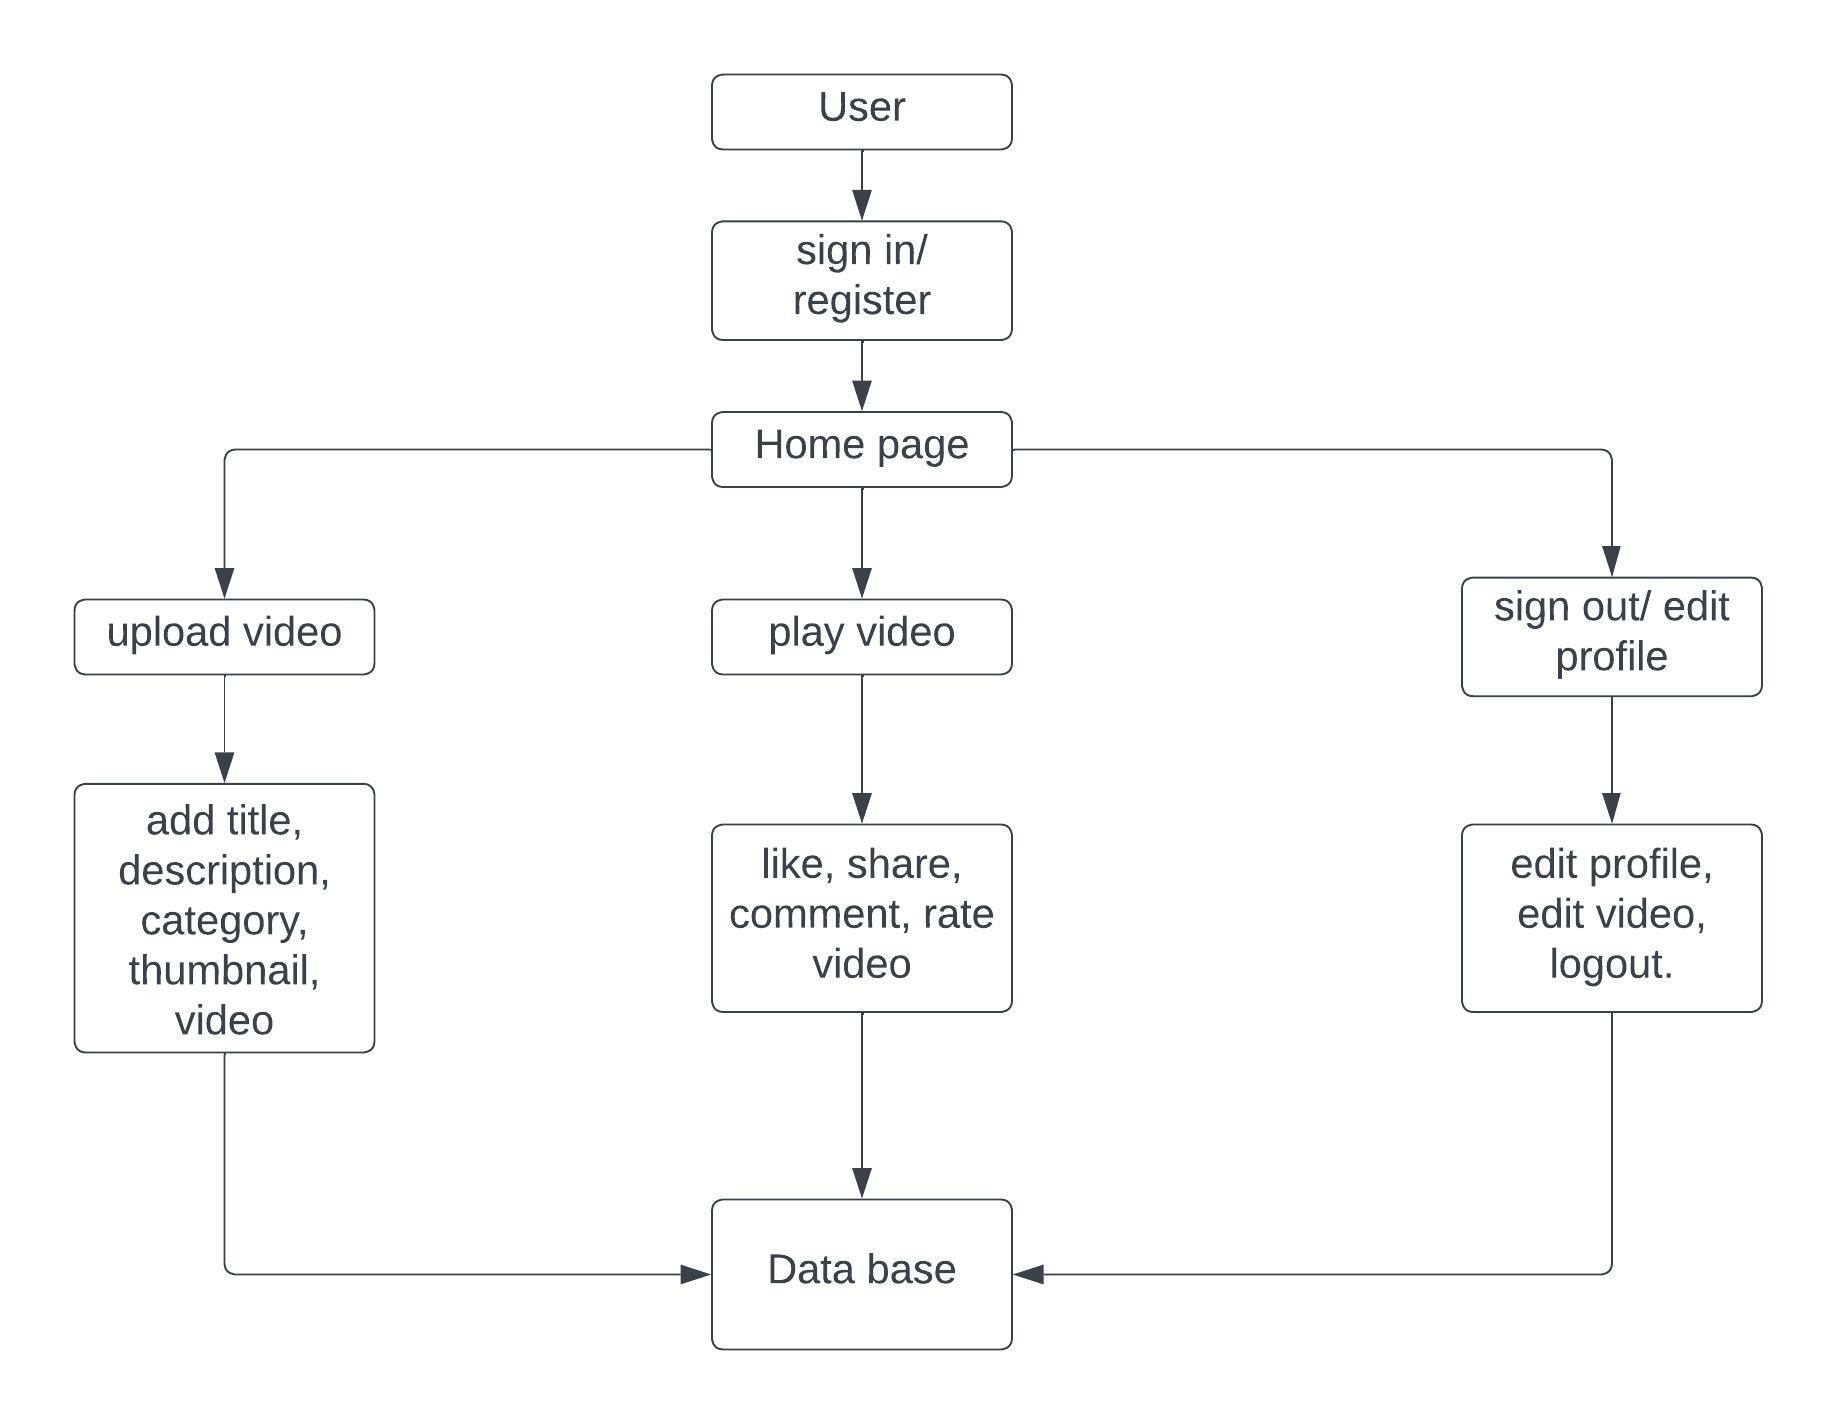 User
sign in/
register
Home page
upload video
play video
sign out/ edit
profile
add title,
description,
category,
thumbnail,
video
like, share,
comment, rate
video
edit profile,
edit video,
logout.
Data base